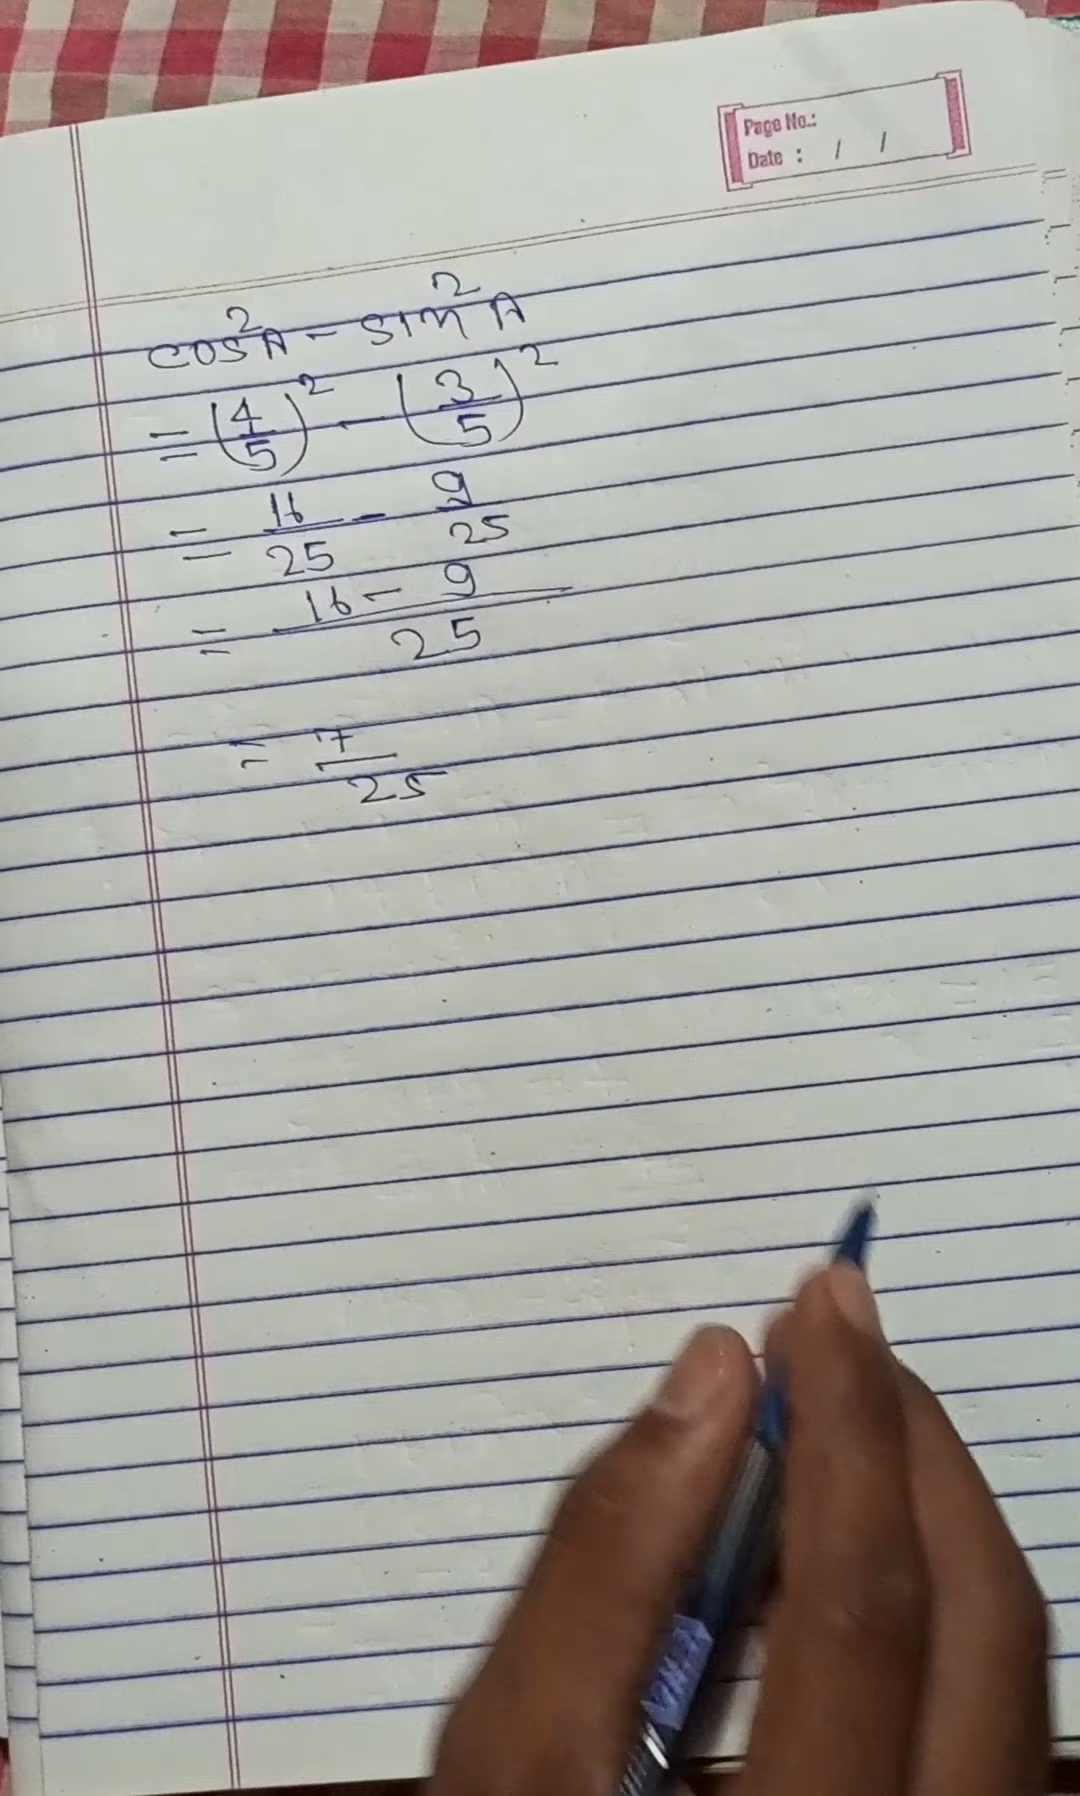 Page No.:
Date : / /
cos²A - sin²A
= (4/5)² - (3/5)²
= 16/25 - 9/25
= 16 - 9/25
= 7/25